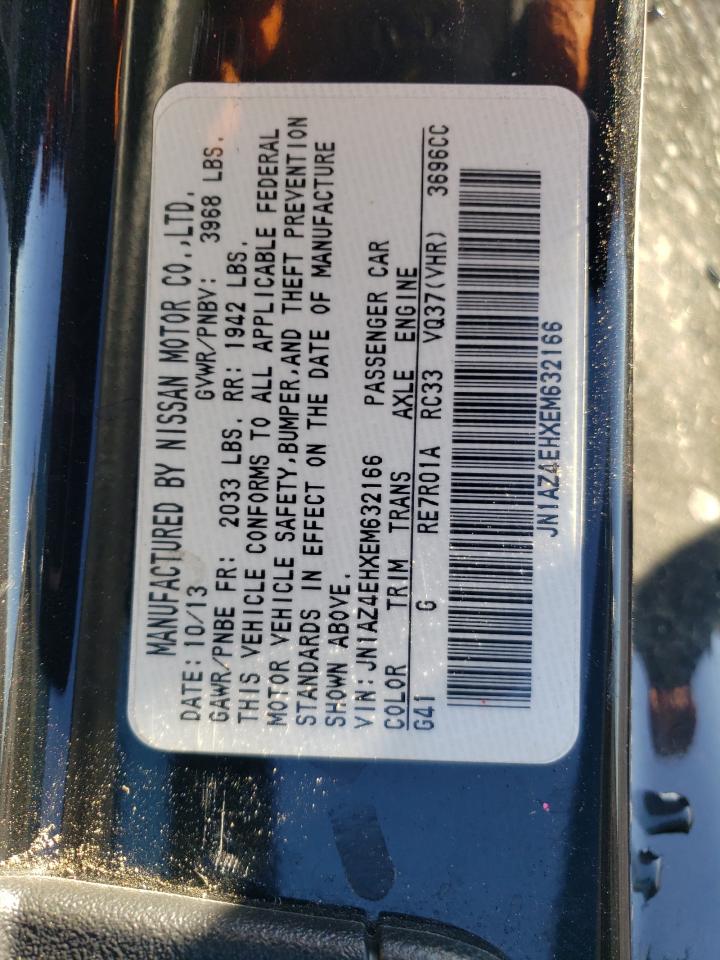 MANUFACTURED BY NISSAN MOTOR CO.,LTD.
DATE: 10/13 GVWR/PNBV: 3968 LBS.
GAWR/PNBE FR: 2033 LBS. RR: 1942 LBS.
THIS VEHICLE CONFORMS TO ALL APPLICABLE FEDERAL
MOTOR VEHICLE SAFETY,BUMPER,AND THEFT PREVENTION
STANDARDS IN EFFECT ON THE DATE OF MANUFACTURE
SHOWN ABOVE.
VIN: JN1AZ4EHXEM632166 PASSENGER CAR
COLOR TRIM TRANS AXLE ENGINE
G41 G RE7R01A RC33 VQ37(VHR) 3696CC
JN1AZ4EHXEM632166